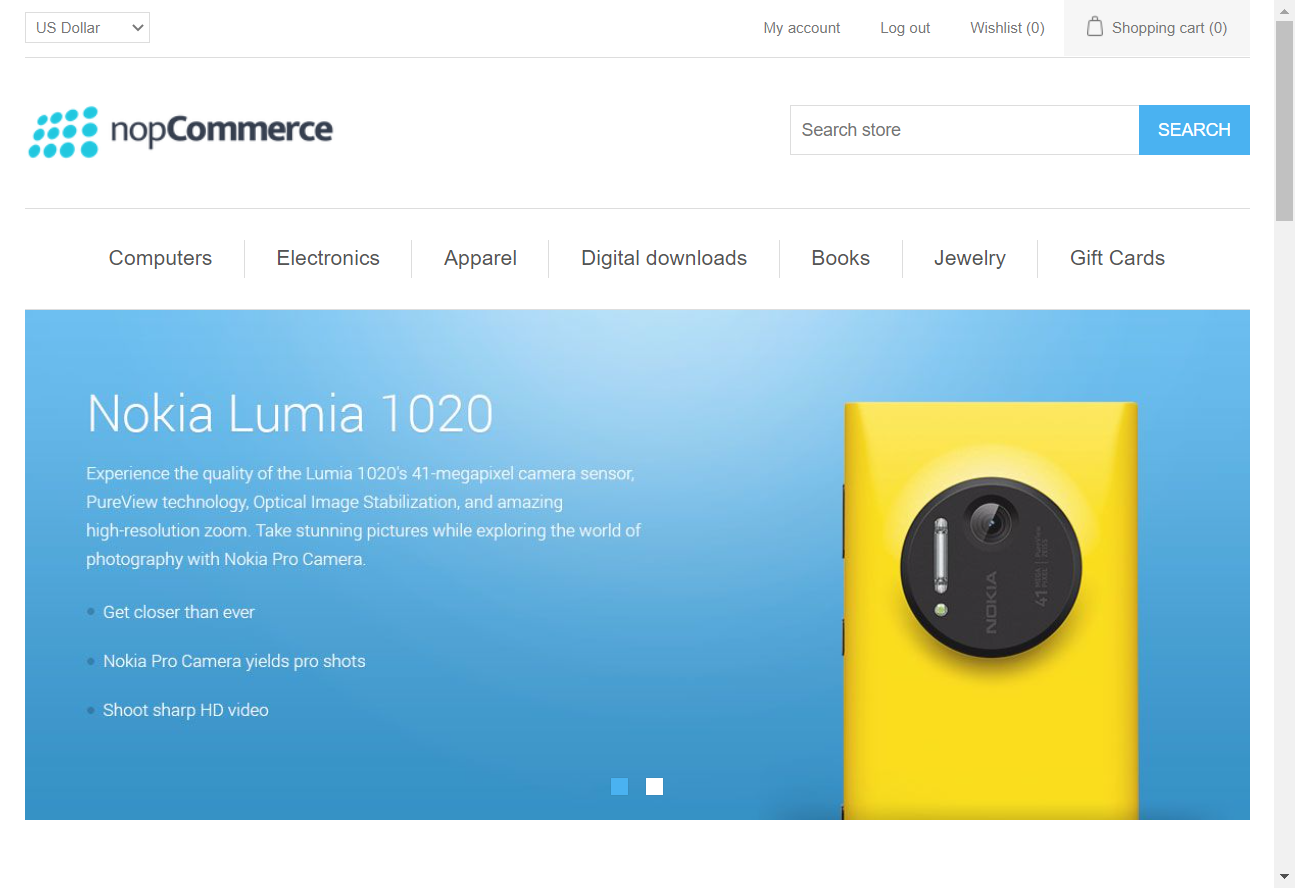 US Dollar
My account
Log out
Wishlist (0)
Shopping cart (0)
nopCommerce
Search store
SEARCH
Computers
Electronics
Apparel
Digital downloads
Books
Jewelry
Gift Cards
Nokia Lumia 1020
Experience the quality of the Lumia 1020's 41-megapixel camera sensor,
PureView technology, Optical Image Stabilization, and amazing
high-resolution zoom. Take stunning pictures while exploring the world of
photography with Nokia Pro Camera.
Get closer than ever
Nokia Pro Camera yields pro shots
Shoot sharp HD video
NOKIA
41